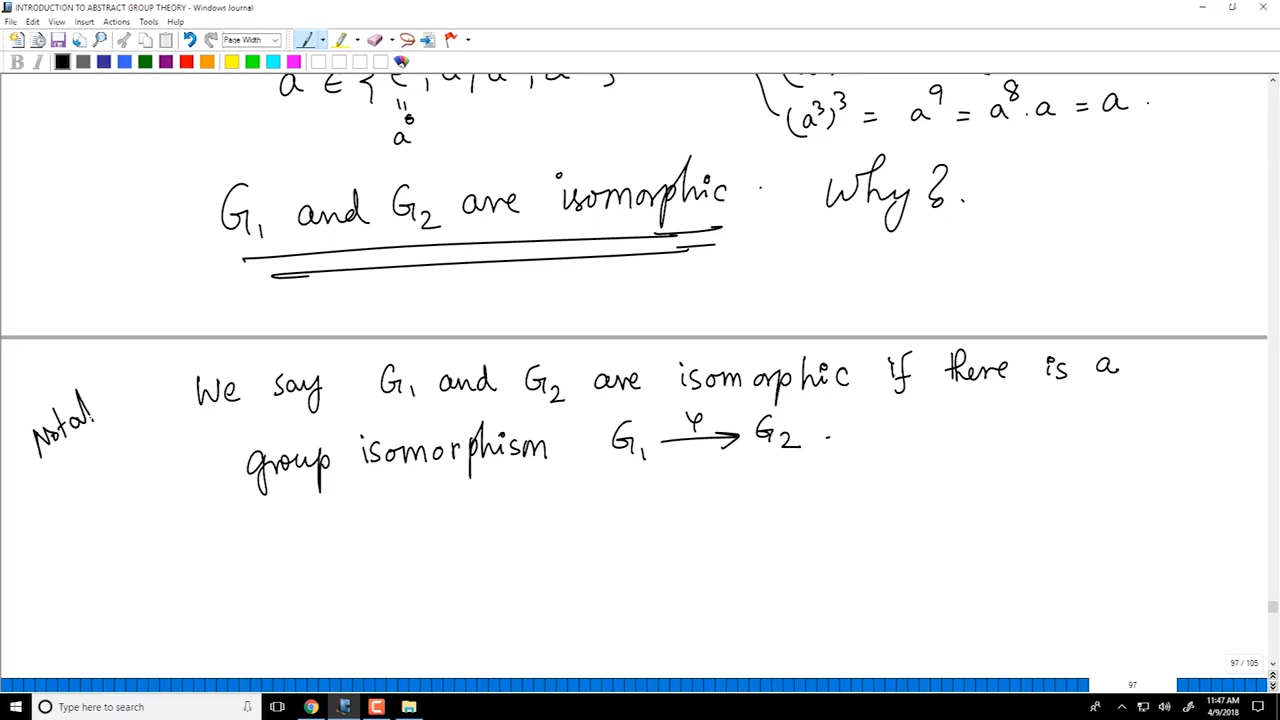 INTRODUCTION TO ABSTRACT GROUP THEORY - Windows Journal
File Edit View Insert Actions Tools Help
Page Width
B I
(a³)³ = a⁹ = a⁸ · a = a .
a⁸
G₁ and G₂ are isomorphic . Why ? .
We say G₁ and G₂ are isomorphic if there is a
group isomorphism G₁ —φ→ G₂ .
97 / 105
97
Type here to search
11:47 AM
4/9/2018